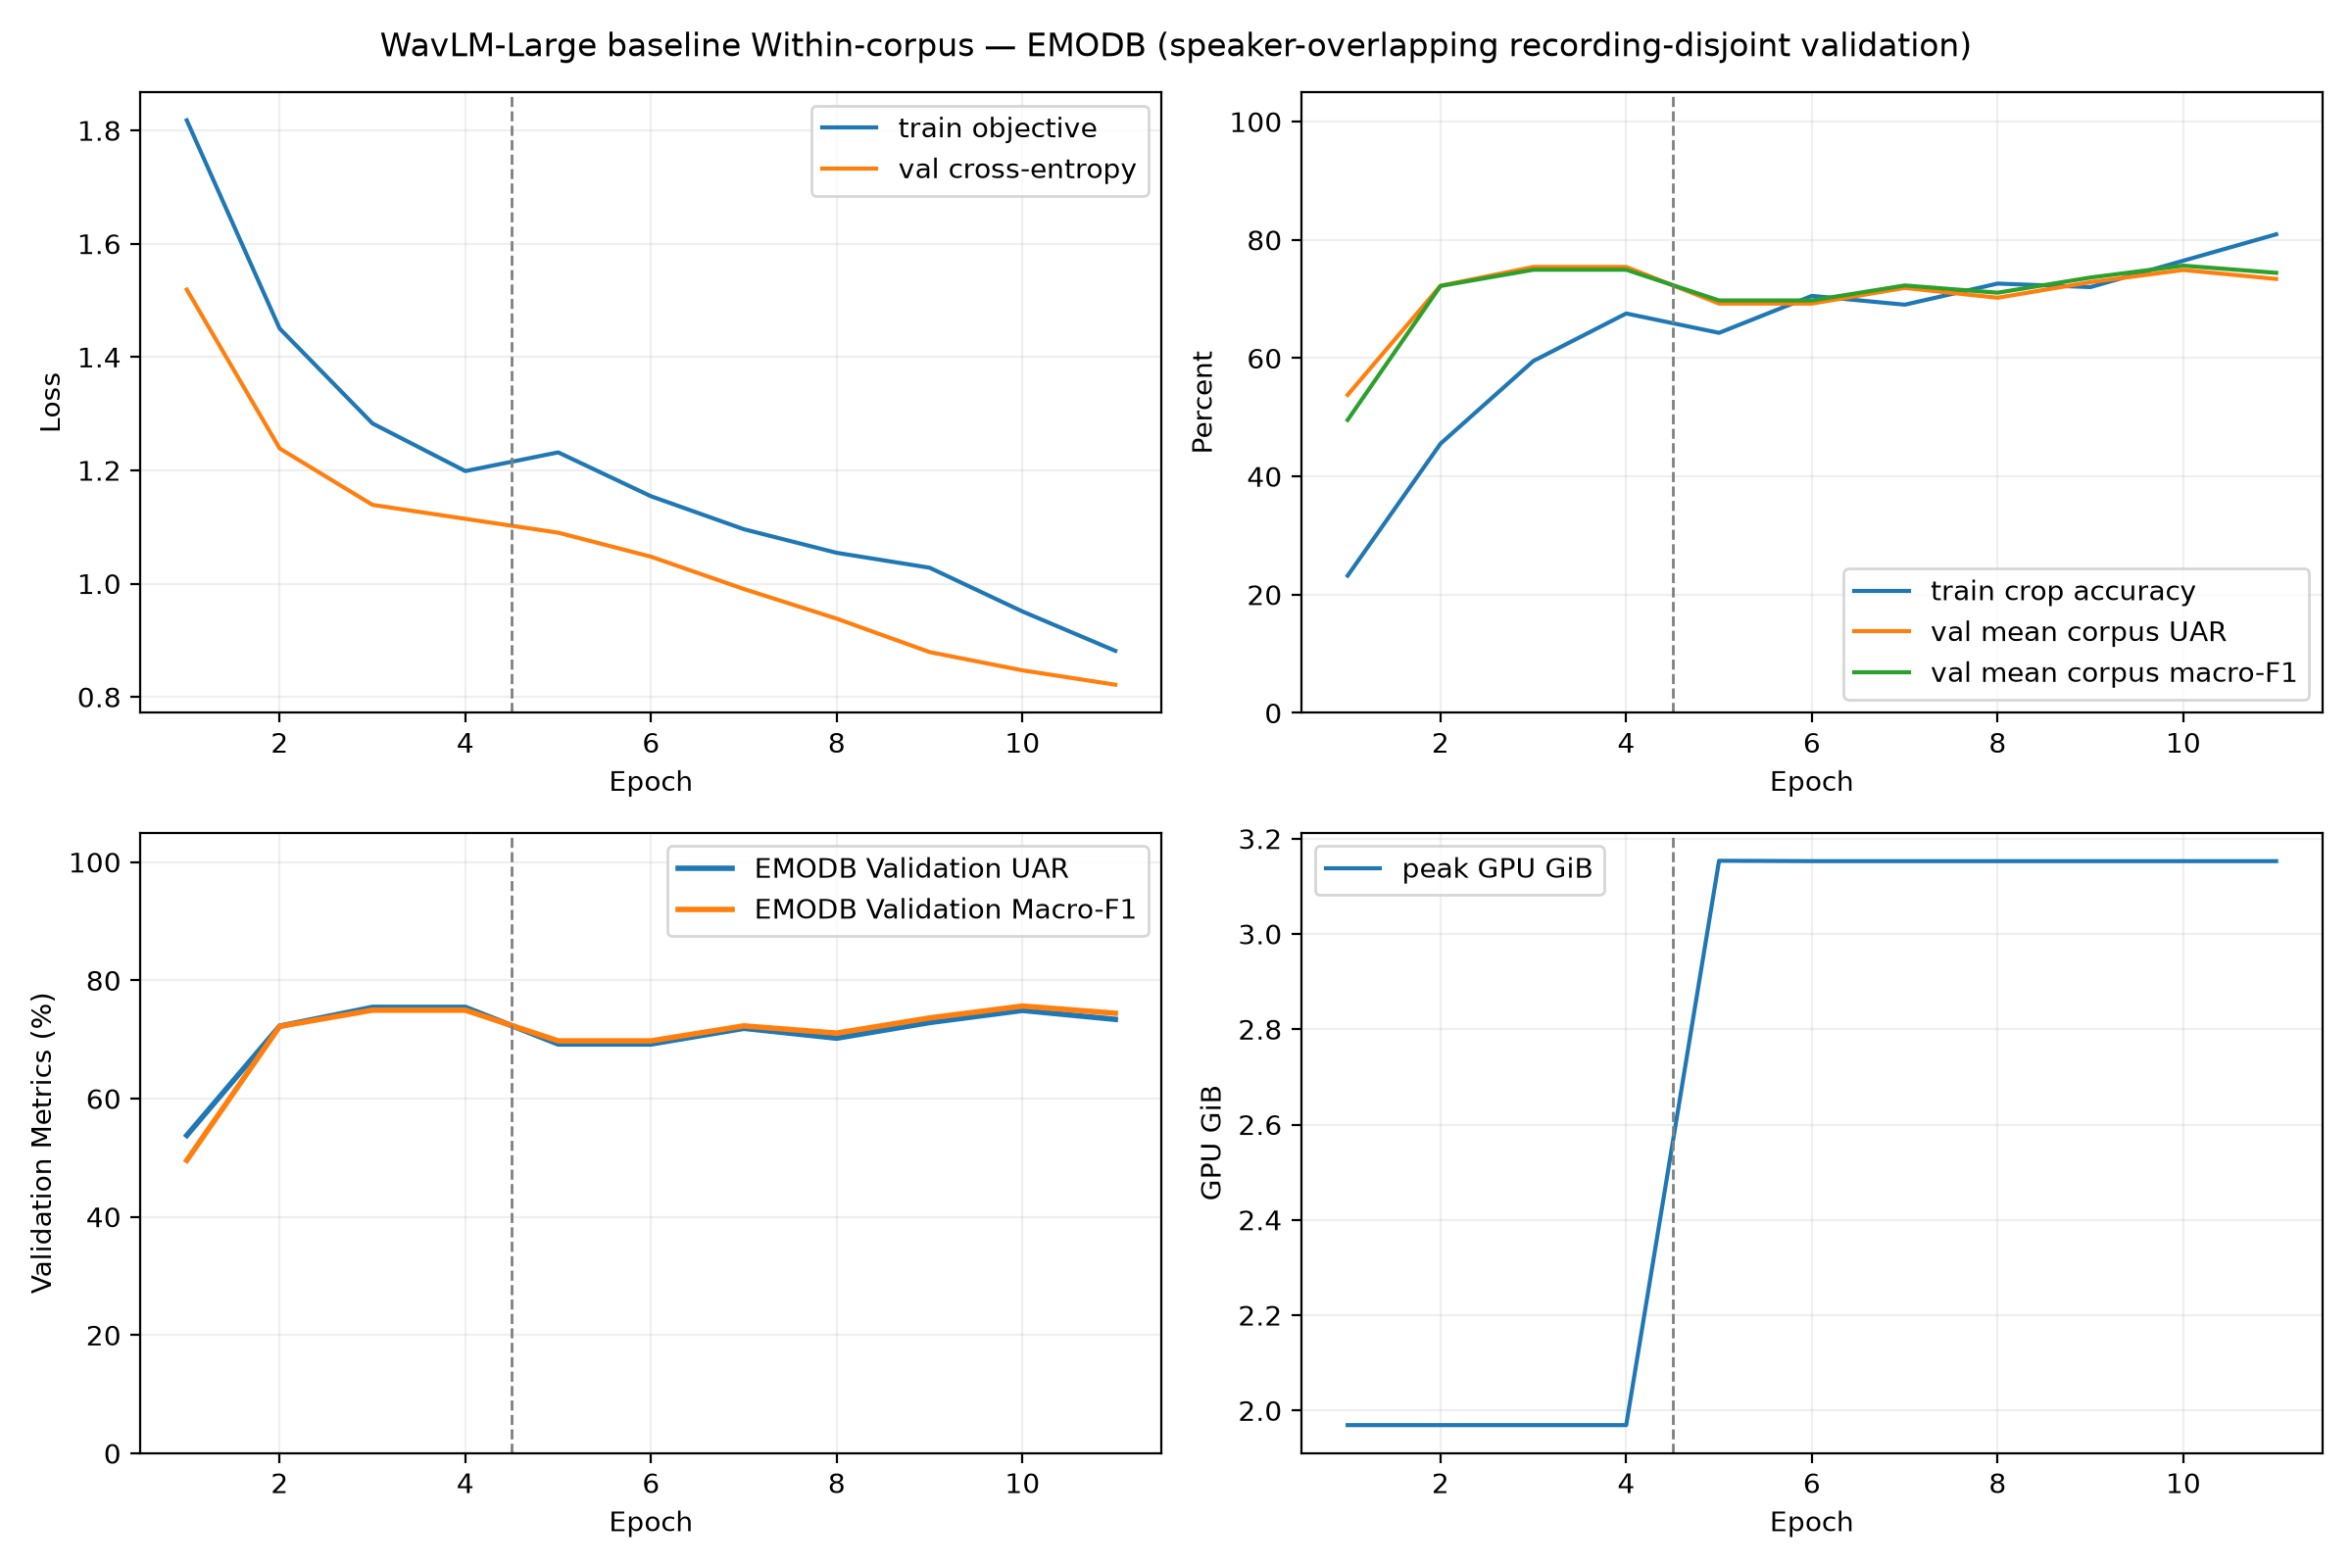 WavLM-Large baseline Within-corpus — EMODB (speaker-overlapping recording-disjoint validation)
Loss
1.8
1.6
1.4
1.2
1.0
0.8
train objective
val cross-entropy
2 4 6 8 10
Epoch
Percent
100
80
60
40
20
0
train crop accuracy
val mean corpus UAR
val mean corpus macro-F1
2 4 6 8 10
Epoch
Validation Metrics (%)
100
80
60
40
20
0
EMODB Validation UAR
EMODB Validation Macro-F1
2 4 6 8 10
Epoch
GPU GiB
3.2
3.0
2.8
2.6
2.4
2.2
2.0
peak GPU GiB
2 4 6 8 10
Epoch